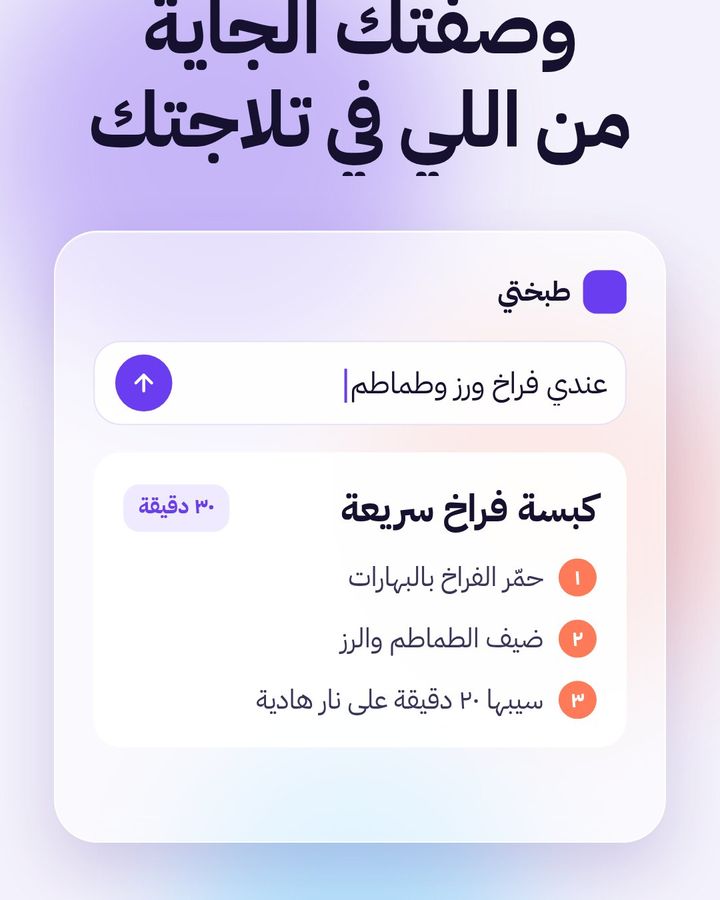 وصفتك الجاية
من اللي في تلاجتك
طبختي
عندي فراخ ورز وطماطم
كبسة فراخ سريعة
٣٠ دقيقة
١ حمّر الفراخ بالبهارات
٢ ضيف الطماطم والرز
٣ سيبها ٢٠ دقيقة على نار هادية